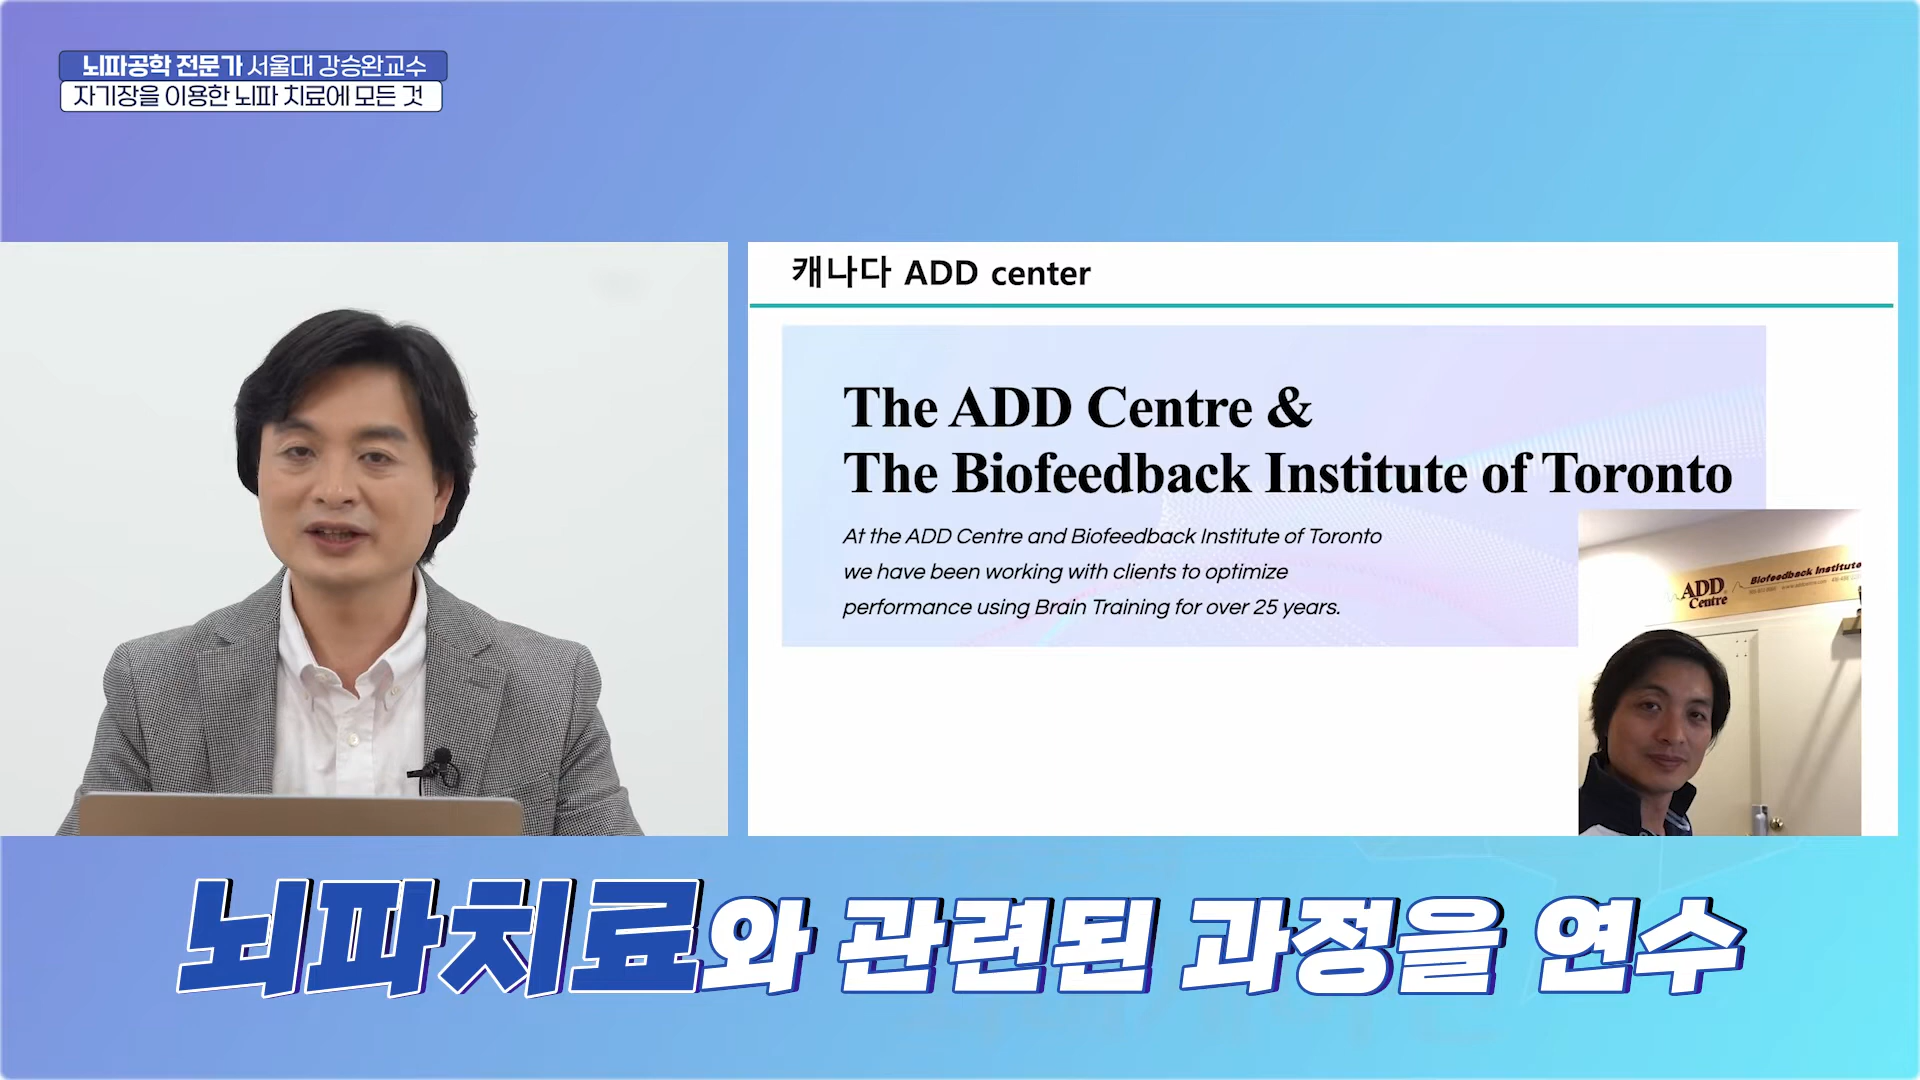 뇌파공학 전문가 서울대 강승완교수
자기장을 이용한 뇌파 치료에 모든 것
캐나다 ADD center
The ADD Centre &
The Biofeedback Institute of Toronto
At the ADD Centre and Biofeedback Institute of Toronto
we have been working with clients to optimize
performance using Brain Training for over 25 years.
ADD Centre
Biofeedback Institute
뇌파치료와 관련된 과정을 연수